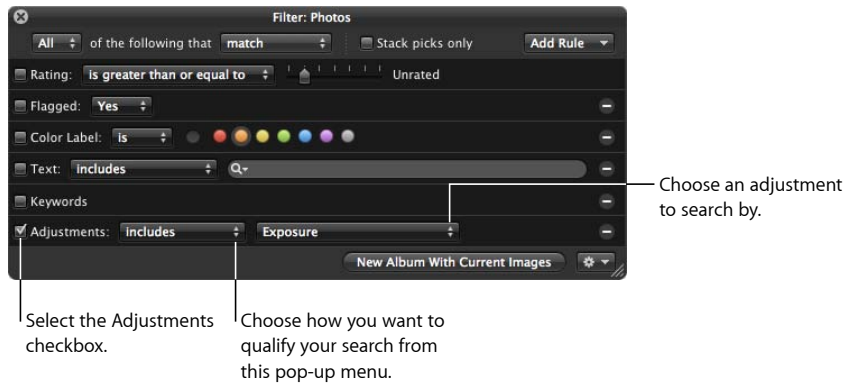 Filter: Photos
All of the following that match Stack picks only Add Rule
Rating: is greater than or equal to Unrated
Flagged: Yes
Color Label: is
Text: includes
Keywords
Adjustments: includes Exposure
New Album With Current Images
Choose an adjustment
to search by.
Select the Adjustments
checkbox.
Choose how you want to
qualify your search from
this pop-up menu.